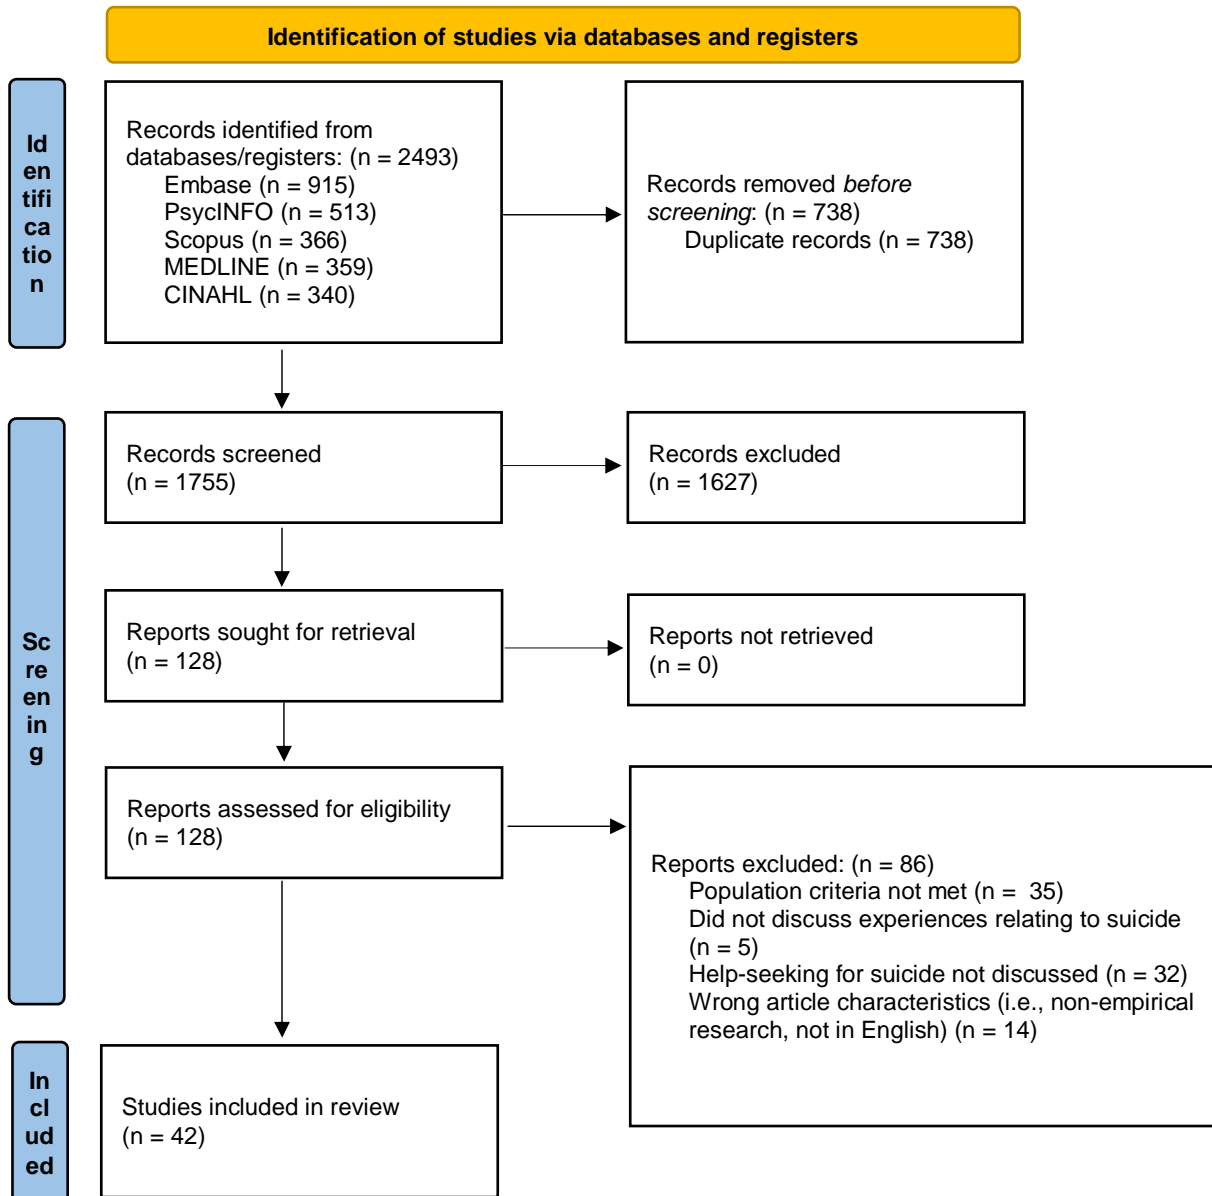 Identification of studies via databases and registers
Id
en
tifi
ca
tio
n
Records identified from
databases/registers: (n = 2493)
Embase (n = 915)
PsycINFO (n = 513)
Scopus (n = 366)
MEDLINE (n = 359)
CINAHL (n = 340)
Records removed before
screening: (n = 738)
Duplicate records (n = 738)
Sc
re
en
in
g
Records screened
(n = 1755)
Records excluded
(n = 1627)
Reports sought for retrieval
(n = 128)
Reports not retrieved
(n = 0)
Reports assessed for eligibility
(n = 128)
Reports excluded: (n = 86)
Population criteria not met (n =  35)
Did not discuss experiences relating to suicide
(n = 5)
Help-seeking for suicide not discussed (n = 32)
Wrong article characteristics (i.e., non-empirical
research, not in English) (n = 14)
In
cl
ud
ed
Studies included in review
(n = 42)